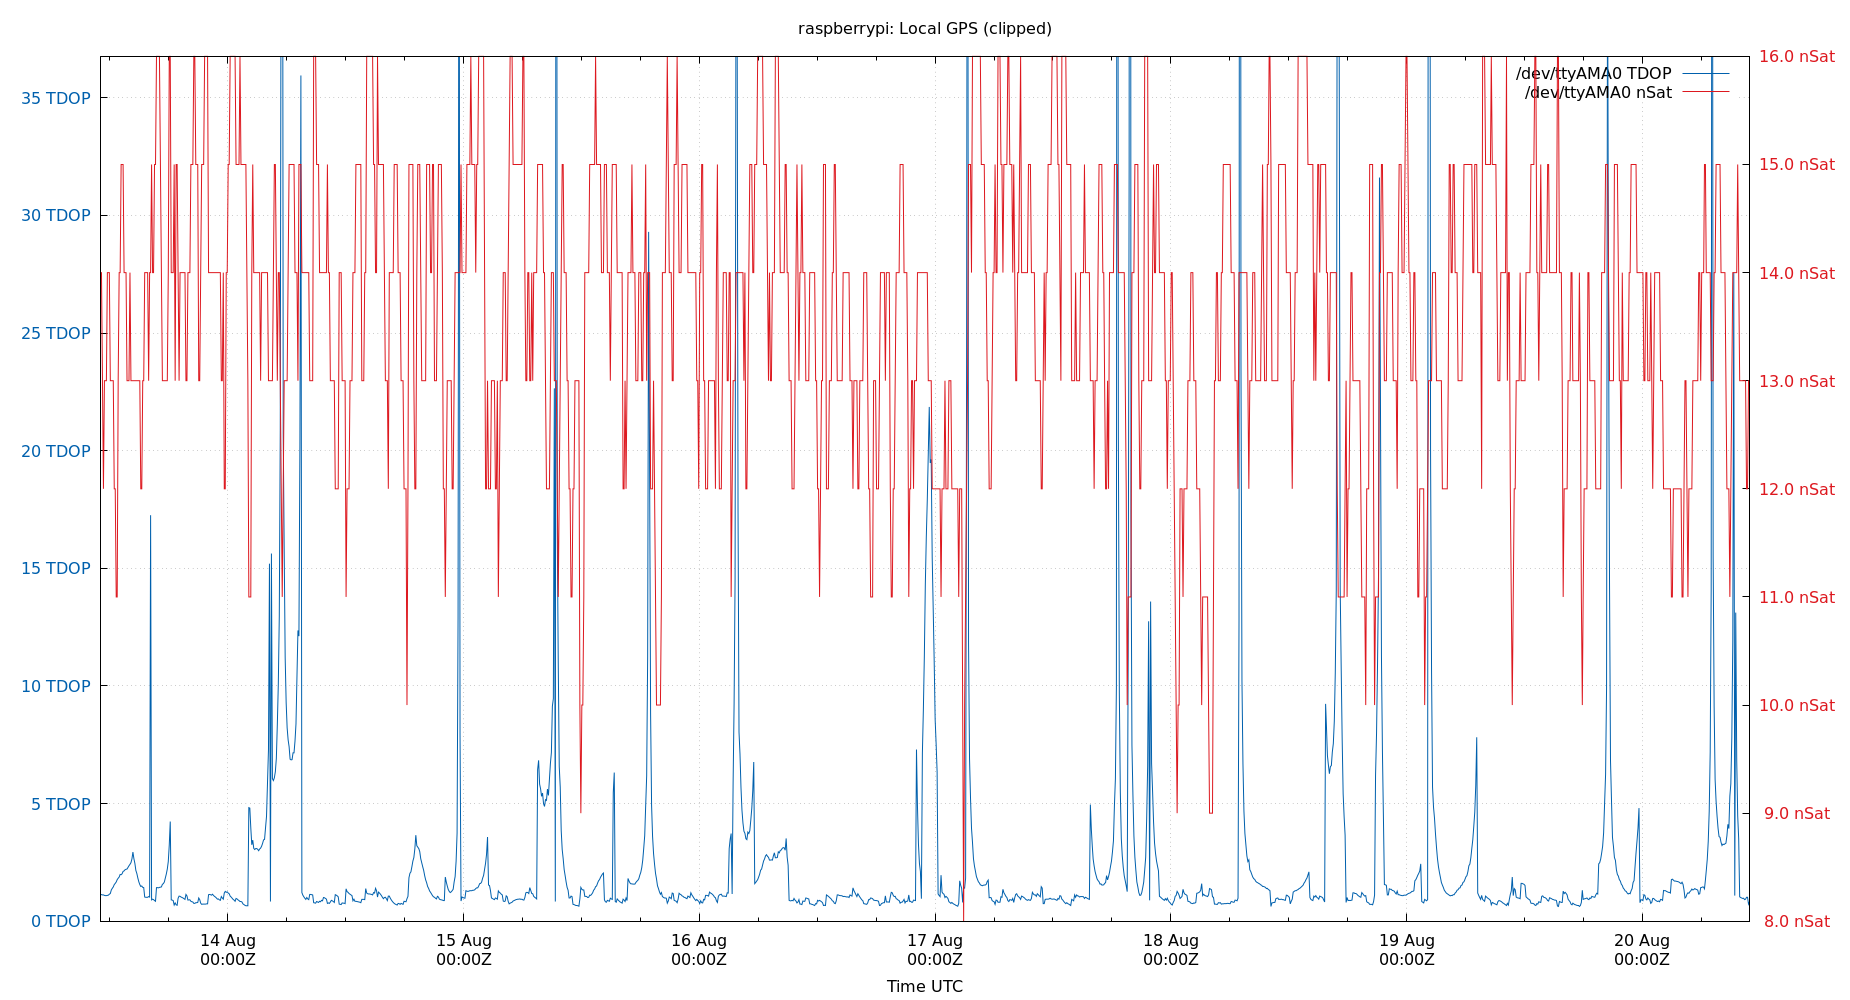 raspberrypi: Local GPS (clipped)
/dev/ttyAMA0 TDOP
/dev/ttyAMA0 nSat
35 TDOP
30 TDOP
25 TDOP
20 TDOP
15 TDOP
10 TDOP
5 TDOP
0 TDOP
16.0 nSat
15.0 nSat
14.0 nSat
13.0 nSat
12.0 nSat
11.0 nSat
10.0 nSat
9.0 nSat
8.0 nSat
14 Aug
00:00Z
15 Aug
00:00Z
16 Aug
00:00Z
17 Aug
00:00Z
18 Aug
00:00Z
19 Aug
00:00Z
20 Aug
00:00Z
Time UTC